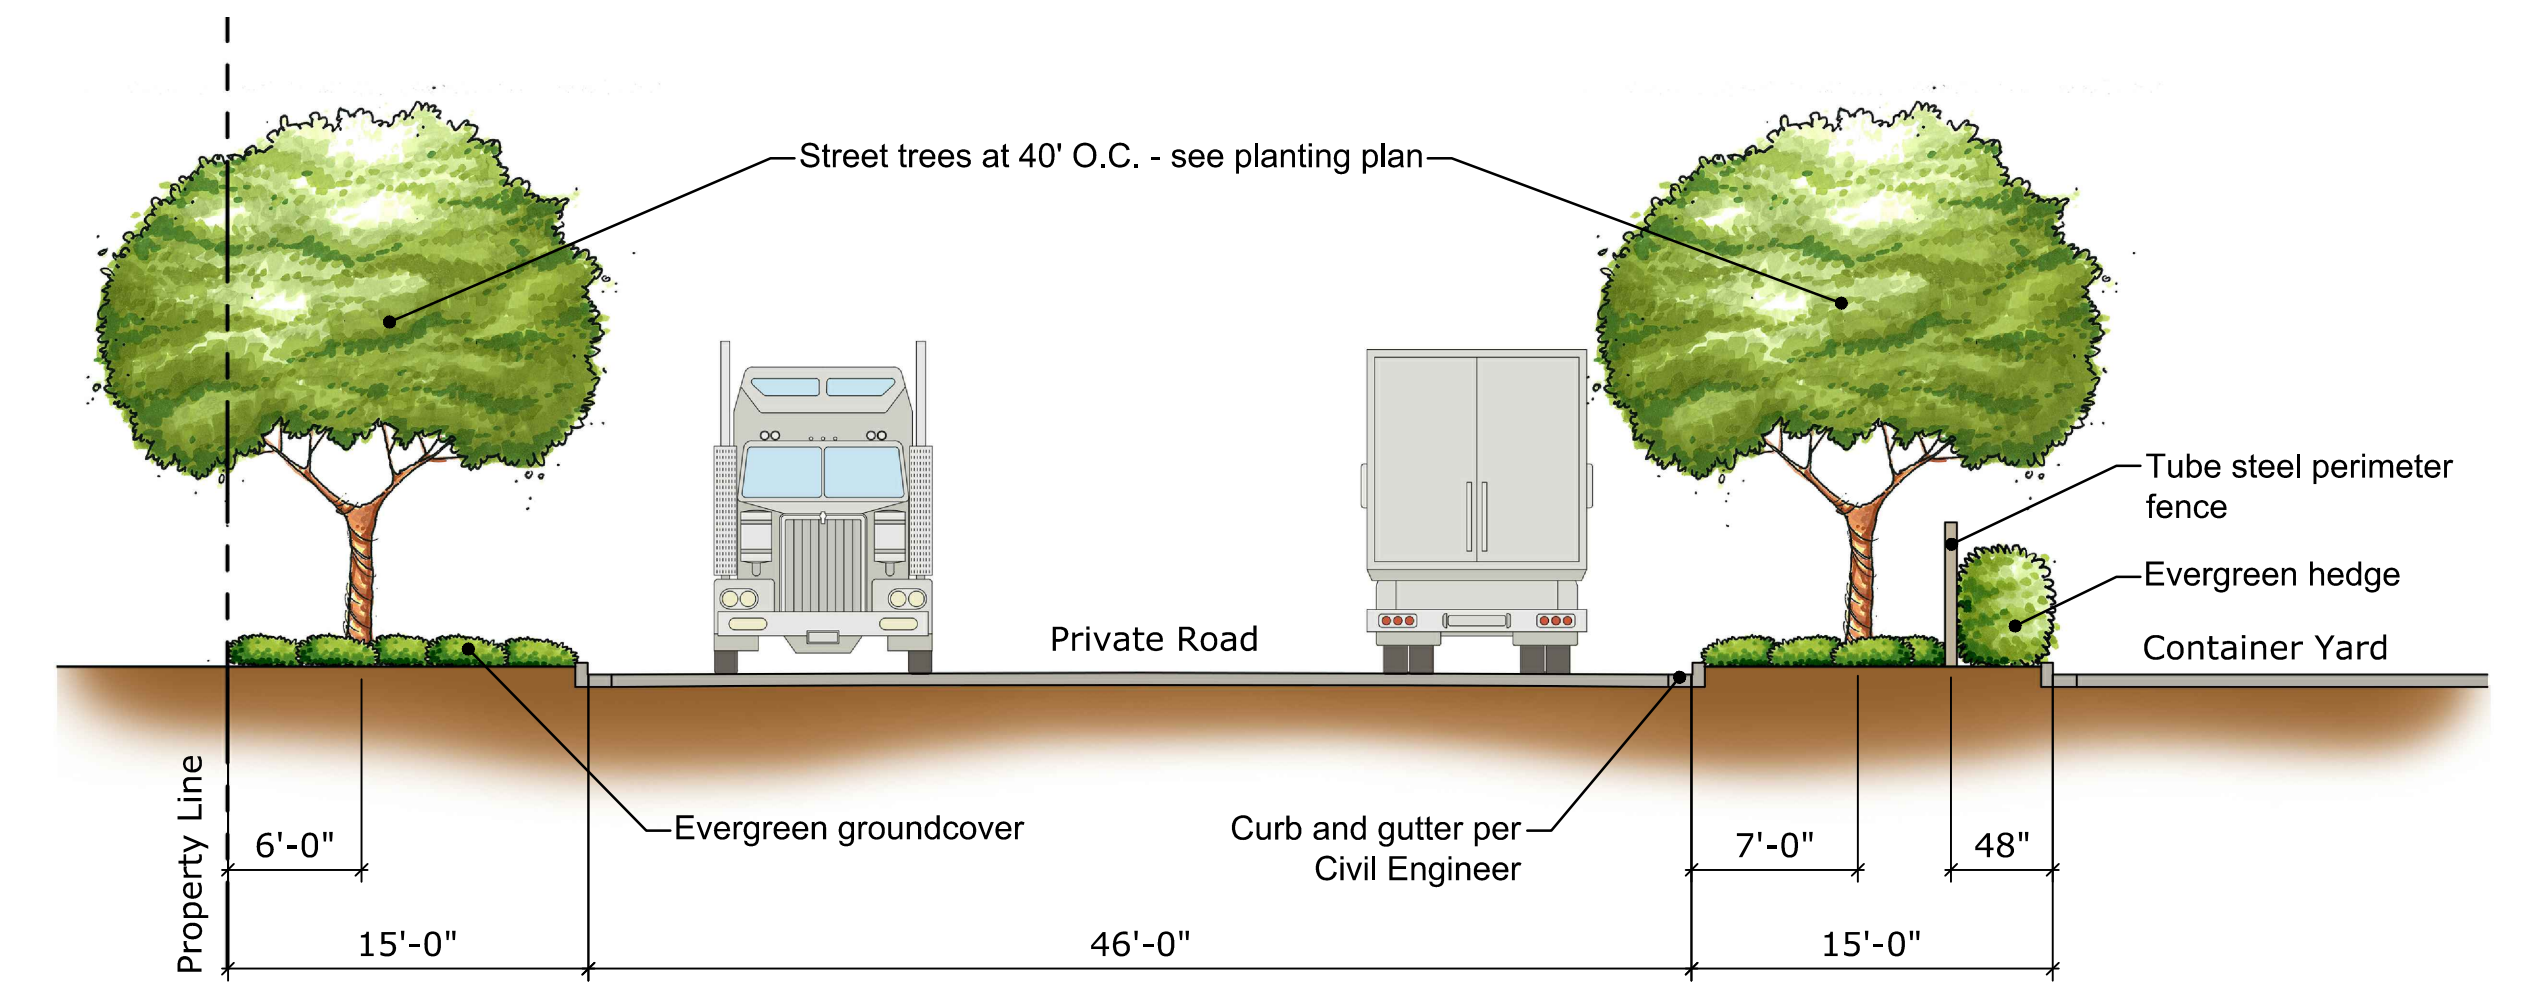 Street trees at 40' O.C. - see planting plan
Tube steel perimeter
fence
Evergreen hedge
Private Road
Container Yard
Property Line
Evergreen groundcover
Curb and gutter per
Civil Engineer
6'-0"
7'-0"
48"
15'-0"
46'-0"
15'-0"